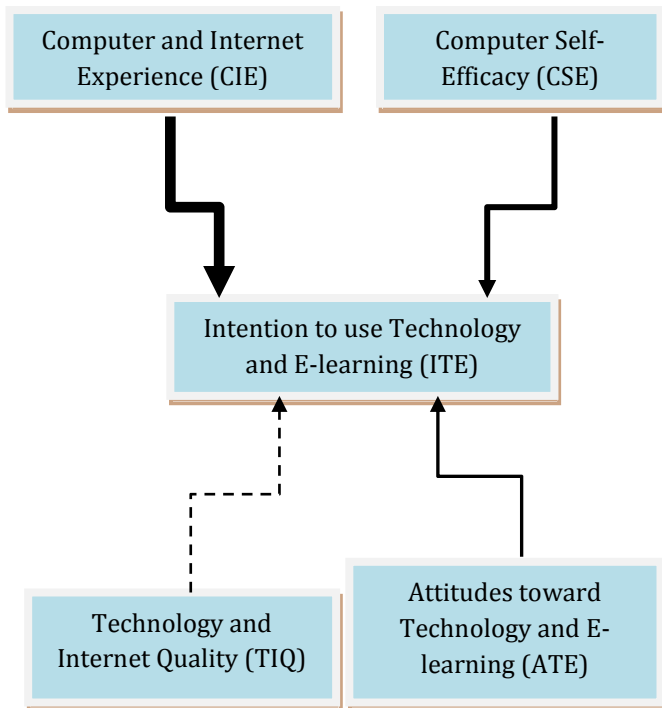 Computer and Internet
Experience (CIE)
Computer Self-
Efficacy (CSE)
Intention to use Technology
and E-learning (ITE)
Technology and
Internet Quality (TIQ)
Attitudes toward
Technology and E-
learning (ATE)